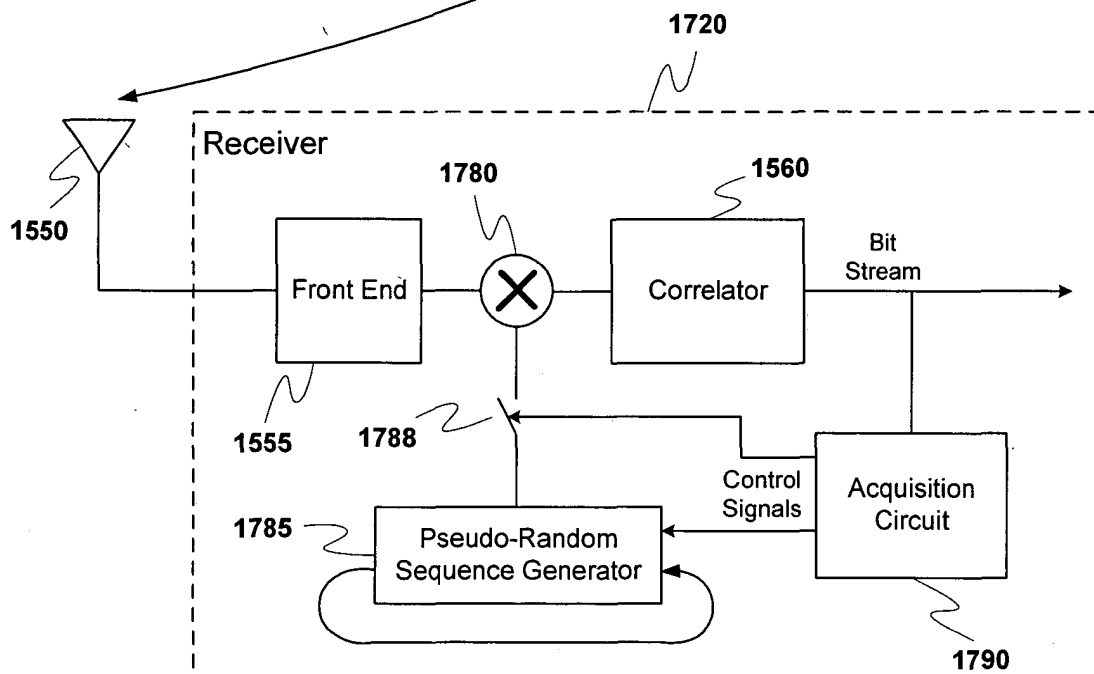 1720
Receiver
1780
1560
1550
Bit
Stream
Front End
Correlator
1555
1788
Control
Signals
Acquisition
Circuit
1785
Pseudo-Random
Sequence Generator
1790